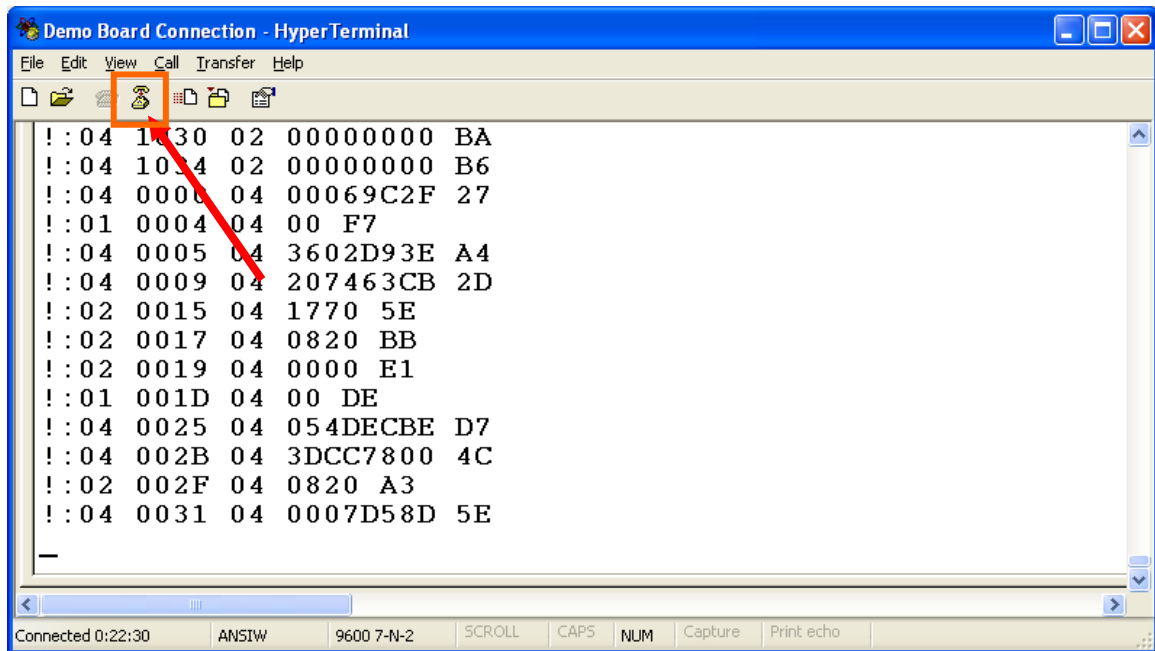 Demo Board Connection - HyperTerminal
File Edit View Call Transfer Help
!:04 1030 02 00000000 BA
!:04 1034 02 00000000 B6
!:04 0000 04 00069C2F 27
!:01 0004 04 00 F7
!:04 0005 04 3602D93E A4
!:04 0009 04 207463CB 2D
!:02 0015 04 1770 5E
!:02 0017 04 0820 BB
!:02 0019 04 0000 E1
!:01 001D 04 00 DE
!:04 0025 04 054DECBE D7
!:04 002B 04 3DCC7800 4C
!:02 002F 04 0820 A3
!:04 0031 04 0007D58D 5E
Connected 0:22:30 ANSIW 9600 7-N-2 SCROLL CAPS NUM Capture Print echo